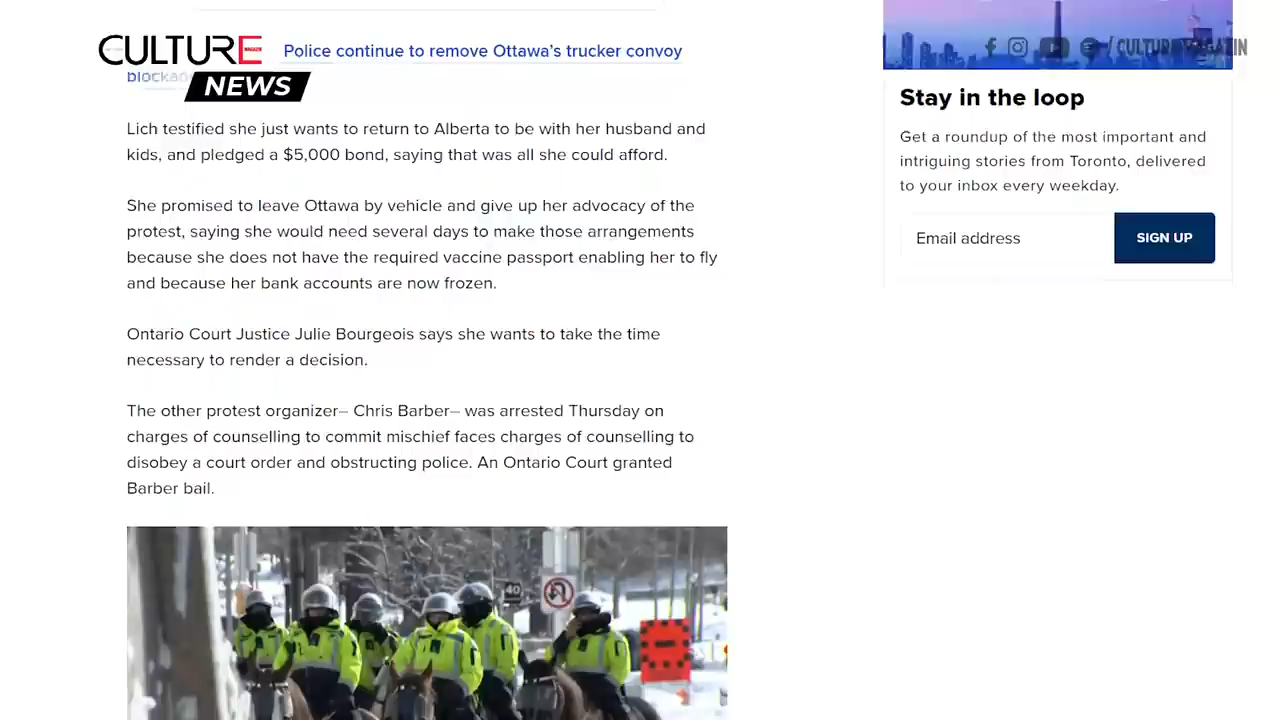 CULTURE
NEWS
Police continue to remove Ottawa's trucker convoy
blockade
Lich testified she just wants to return to Alberta to be with her husband and
kids, and pledged a $5,000 bond, saying that was all she could afford.
She promised to leave Ottawa by vehicle and give up her advocacy of the
protest, saying she would need several days to make those arrangements
because she does not have the required vaccine passport enabling her to fly
and because her bank accounts are now frozen.
Ontario Court Justice Julie Bourgeois says she wants to take the time
necessary to render a decision.
The other protest organizer– Chris Barber– was arrested Thursday on
charges of counselling to commit mischief faces charges of counselling to
disobey a court order and obstructing police. An Ontario Court granted
Barber bail.
40
/CULTUREMAGAZIN
Stay in the loop
Get a roundup of the most important and
intriguing stories from Toronto, delivered
to your inbox every weekday.
Email address
SIGN UP